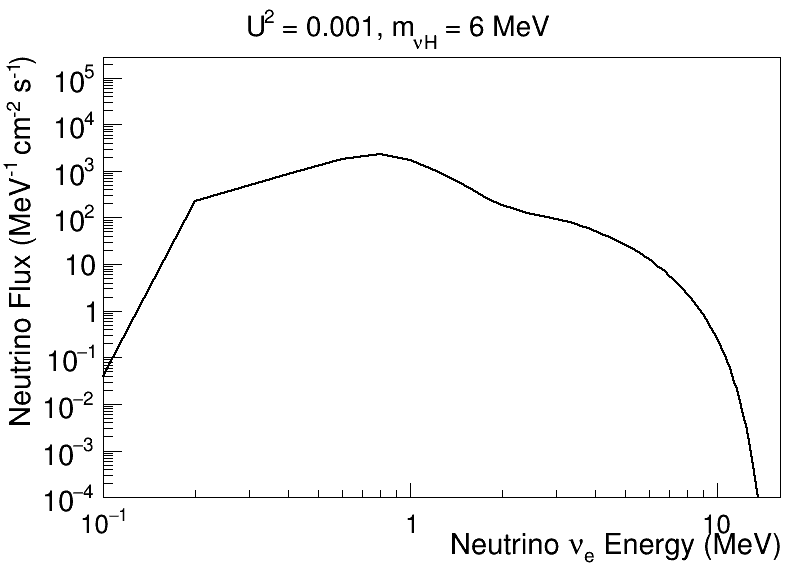 U² = 0.001, m_νH = 6 MeV
Neutrino Flux (MeV⁻¹ cm⁻² s⁻¹)
10⁵
10⁴
10³
10²
10
1
10⁻¹
10⁻²
10⁻³
10⁻⁴
10⁻¹ 1 10
Neutrino νₑ Energy (MeV)